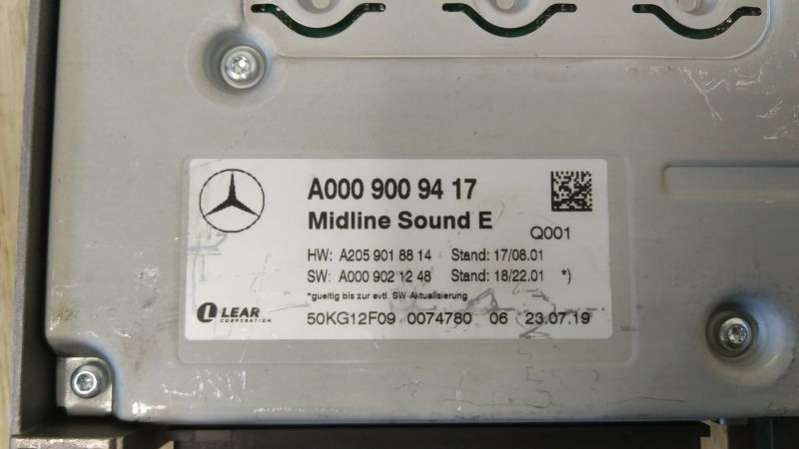 A000 900 94 17
Midline Sound E
Q001
HW: A205 901 88 14 Stand: 17/08.01
SW: A000 902 12 48 Stand: 18/22.01 *)
*gueltig bis zur evtl. SW-Aktualisierung
LEAR
CORPORATION
50KG12F09 0074780 06 23.07.19